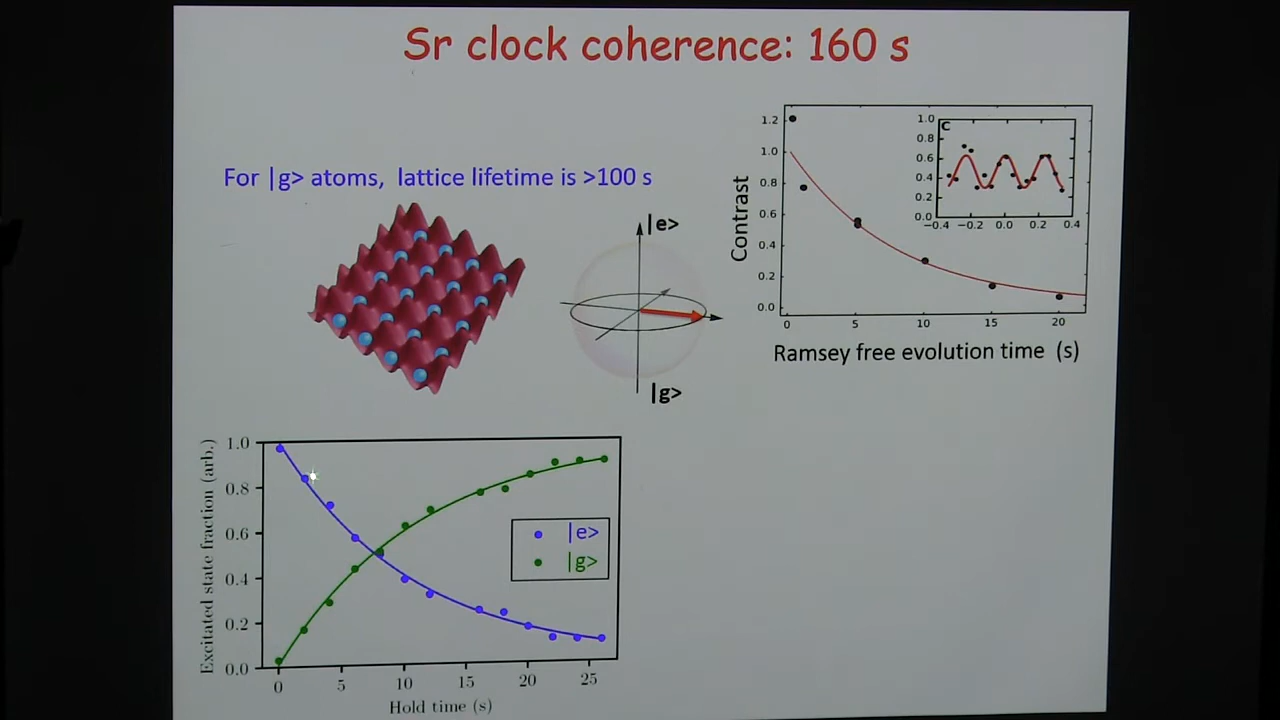 Sr clock coherence: 160 s
For |g> atoms, lattice lifetime is >100 s
|e>
|g>
Contrast
1.2
1.0
0.8
0.6
0.4
0.2
0.0
0 5 10 15 20
Ramsey free evolution time (s)
C
1.0
0.8
0.6
0.4
0.2
0.0
−0.4 −0.2 0.0 0.2 0.4
Excitated state fraction (arb.)
1.0
0.8
0.6
0.4
0.2
0.0
|e>
|g>
0 5 10 15 20 25
Hold time (s)